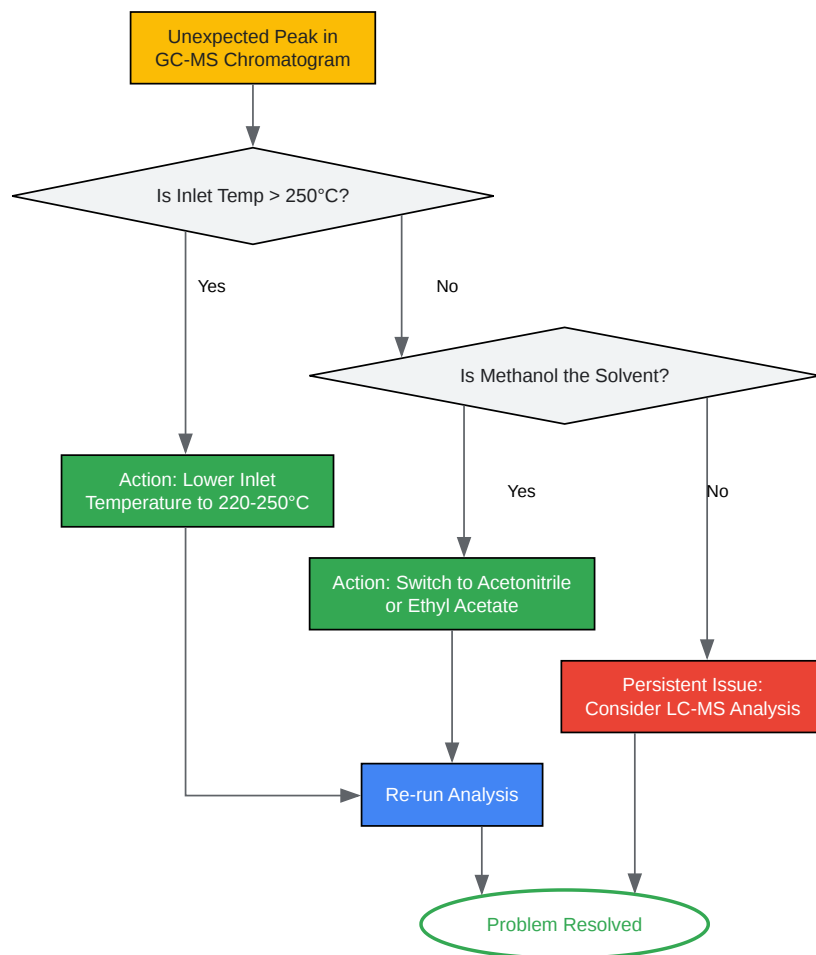 Unexpected Peak in
GC-MS Chromatogram
Is Inlet Temp > 250°C?
Yes
No
Is Methanol the Solvent?
Action: Lower Inlet
Temperature to 220-250°C
Yes
No
Action: Switch to Acetonitrile
or Ethyl Acetate
Persistent Issue:
Consider LC-MS Analysis
Re-run Analysis
Problem Resolved